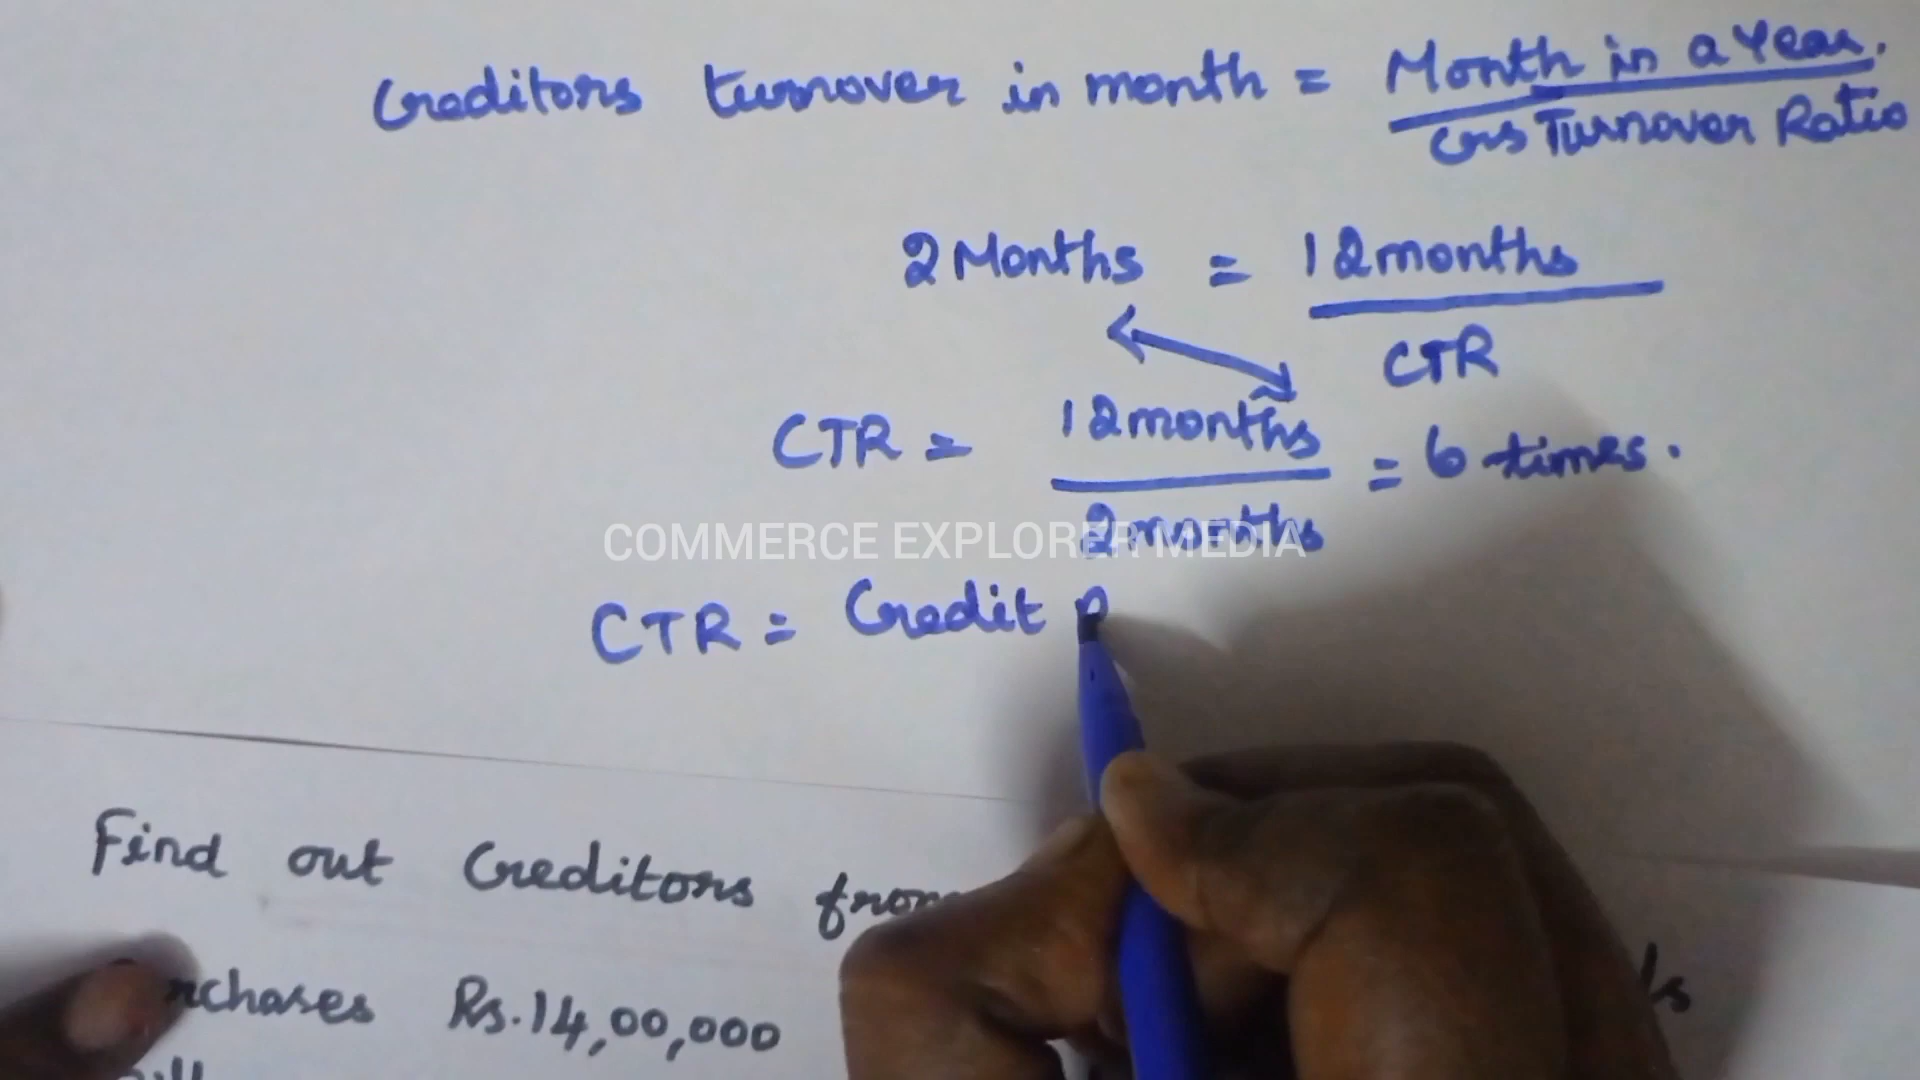 Creditors turnover in month = Month in a Year.
Crs Turnover Ratio
2 Months = 12 months
CTR
CTR = 12 months = 6 times.
2 months
COMMERCE EXPLORER MEDIA
CTR = Credit
Find out Creditors
Rs. 14,00,000